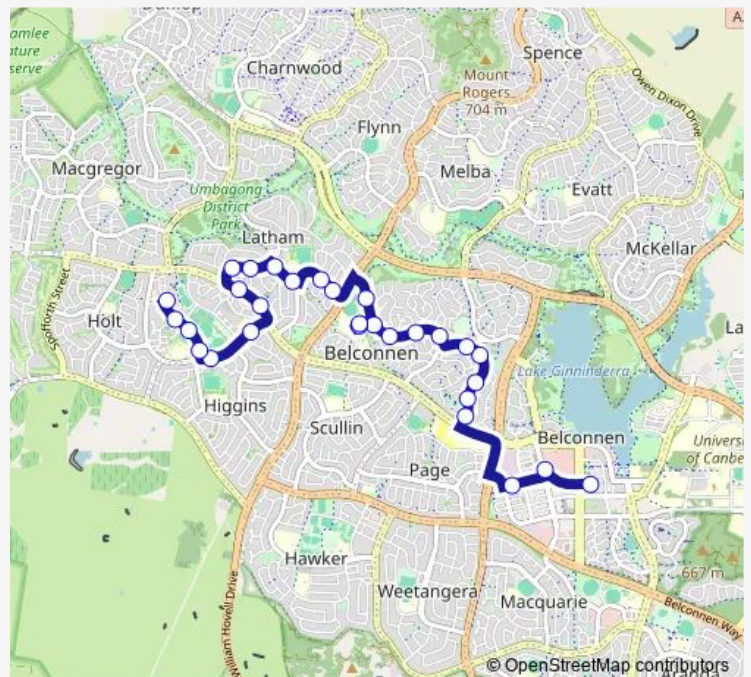 Dunlop
A
amlee
ature
serve
Charnwood
Spence
Mount
Rogers
704 m
Owen Dixon Drive
Flynn
Macgregor
Melba
Evatt
Umbagong
District
Park
Latham
McKellar
Spofforth Street
Holt
La
Belconnen
Lake Ginninderra
Higgins
Scullin
Belconnen
Univers
of Canbe
Page
Hawker
667 m
Weetangera
Macquarie
Belconnen Way
William Hovell Drive
© OpenStreetMap contributors
Aranda